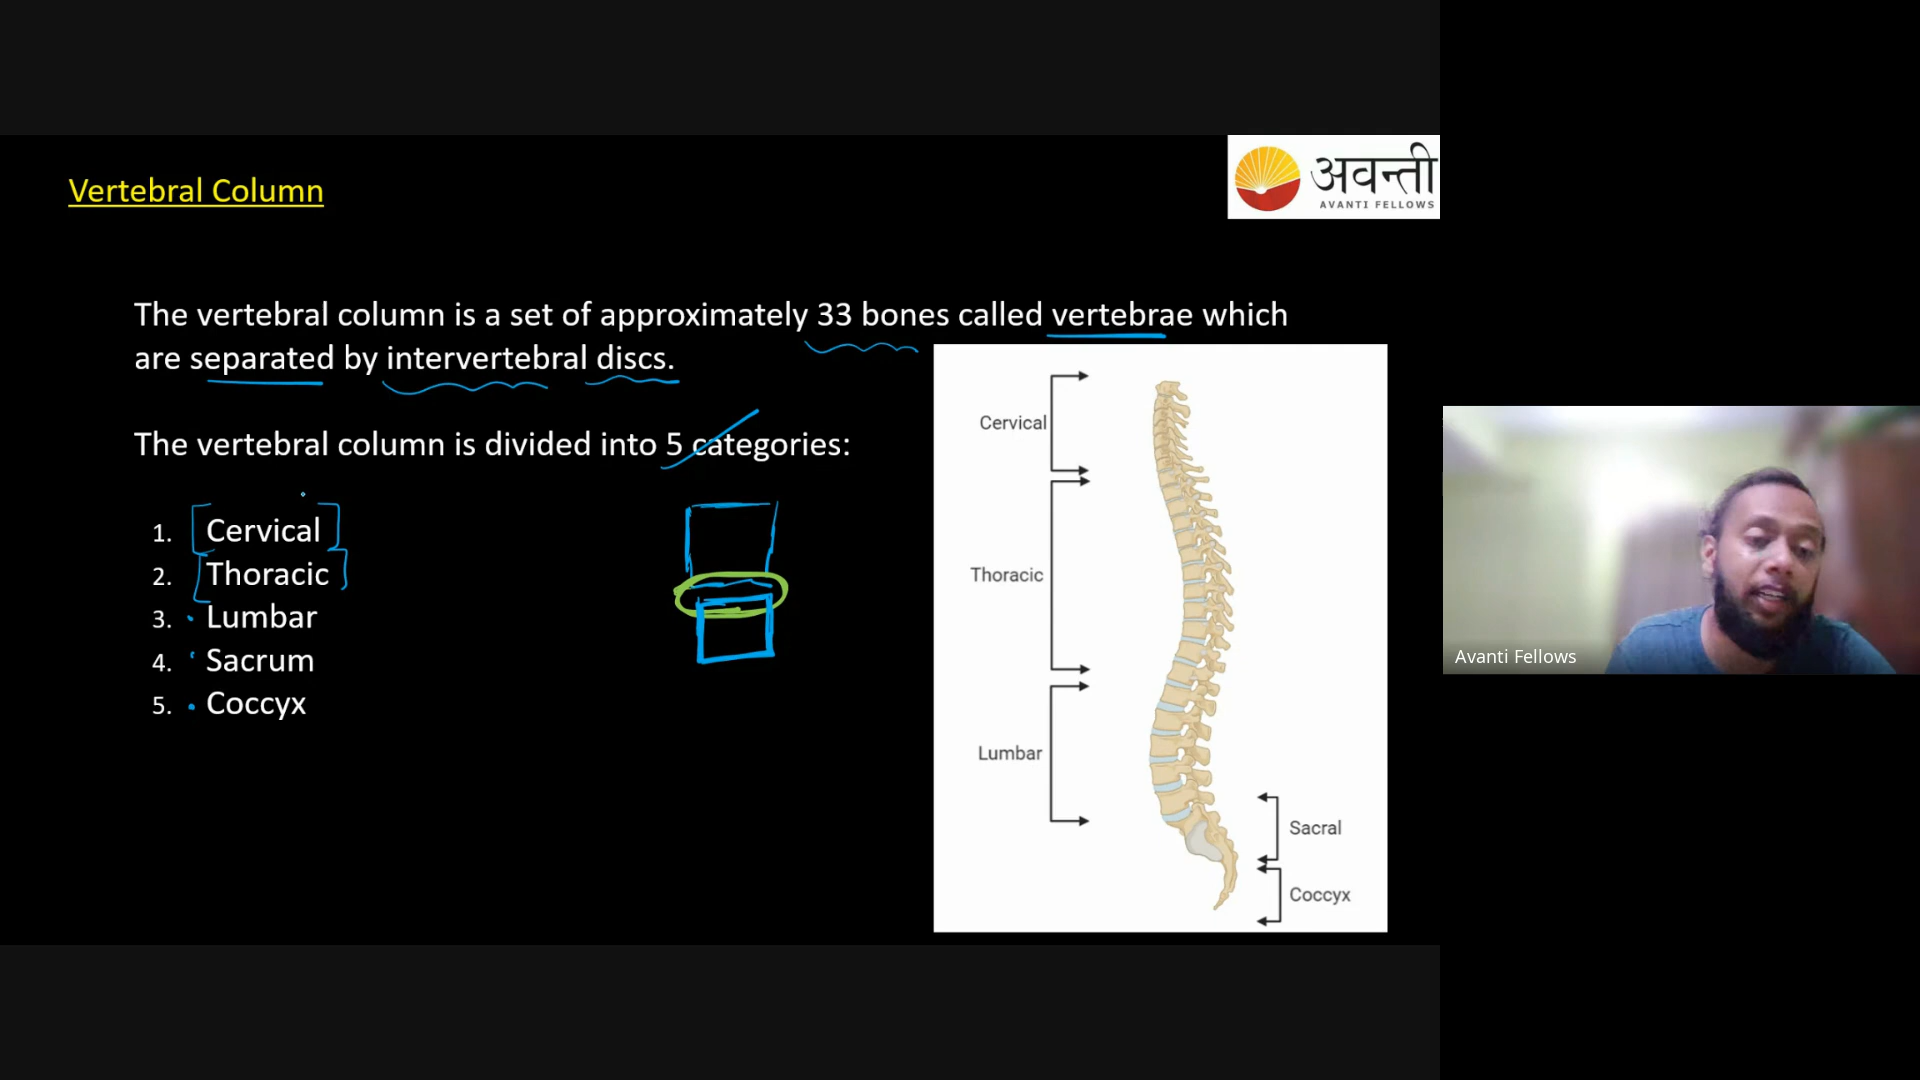 Vertebral Column
अवन्ती
AVANTI FELLOWS
The vertebral column is a set of approximately 33 bones called vertebrae which
are separated by intervertebral discs.
The vertebral column is divided into 5 categories:
1. Cervical
2. Thoracic
3. Lumbar
4. Sacrum
5. Coccyx
Cervical
Thoracic
Lumbar
Sacral
Coccyx
Avanti Fellows